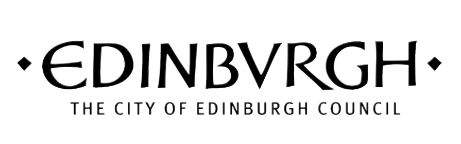 ·EDINBVRGH·
THE CITY OF EDINBURGH COUNCIL